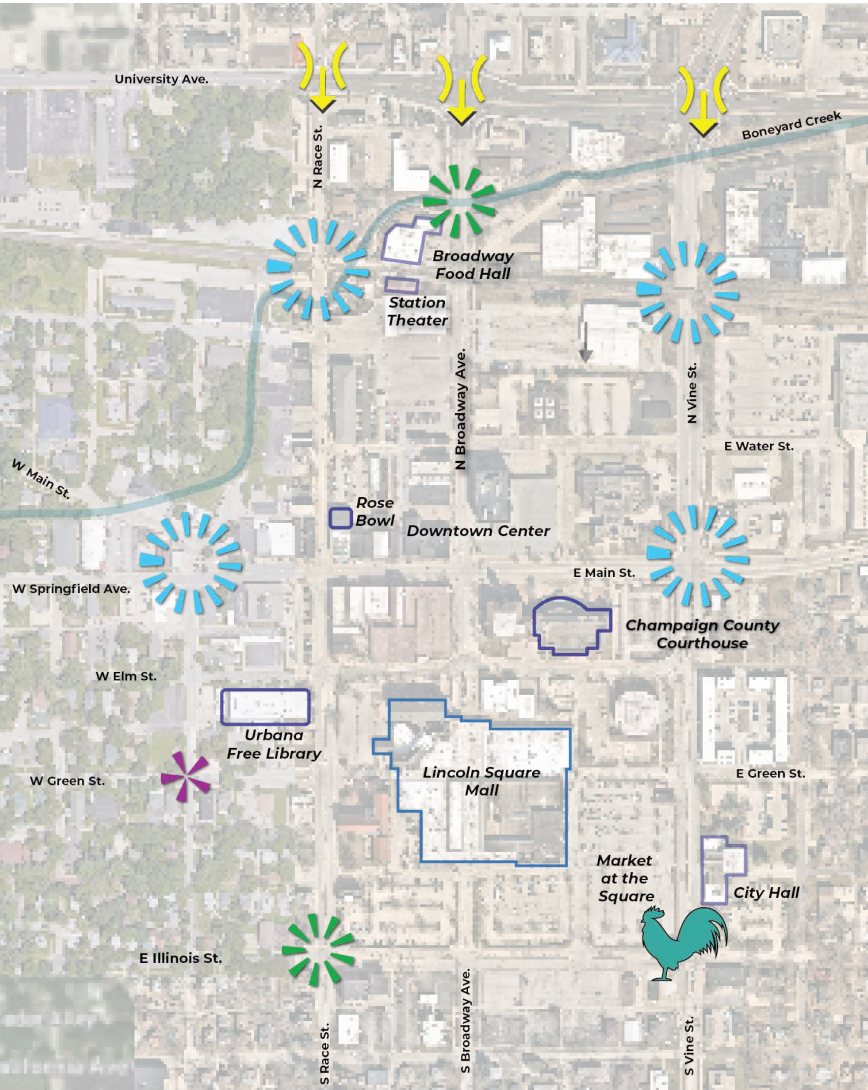 University Ave.
Boneyard Creek
N Race St.
Broadway
Food Hall
Station
Theater
N Broadway Ave.
N Vine St.
E Water St.
W Main St.
Rose
Bowl
Downtown Center
E Main St.
W Springfield Ave.
Champaign County
Courthouse
W Elm St.
Urbana
Free Library
Lincoln Square
Mall
W Green St.
E Green St.
Market
at the
Square
City Hall
E Illinois St.
S Race St.
S Broadway Ave.
S Vine St.